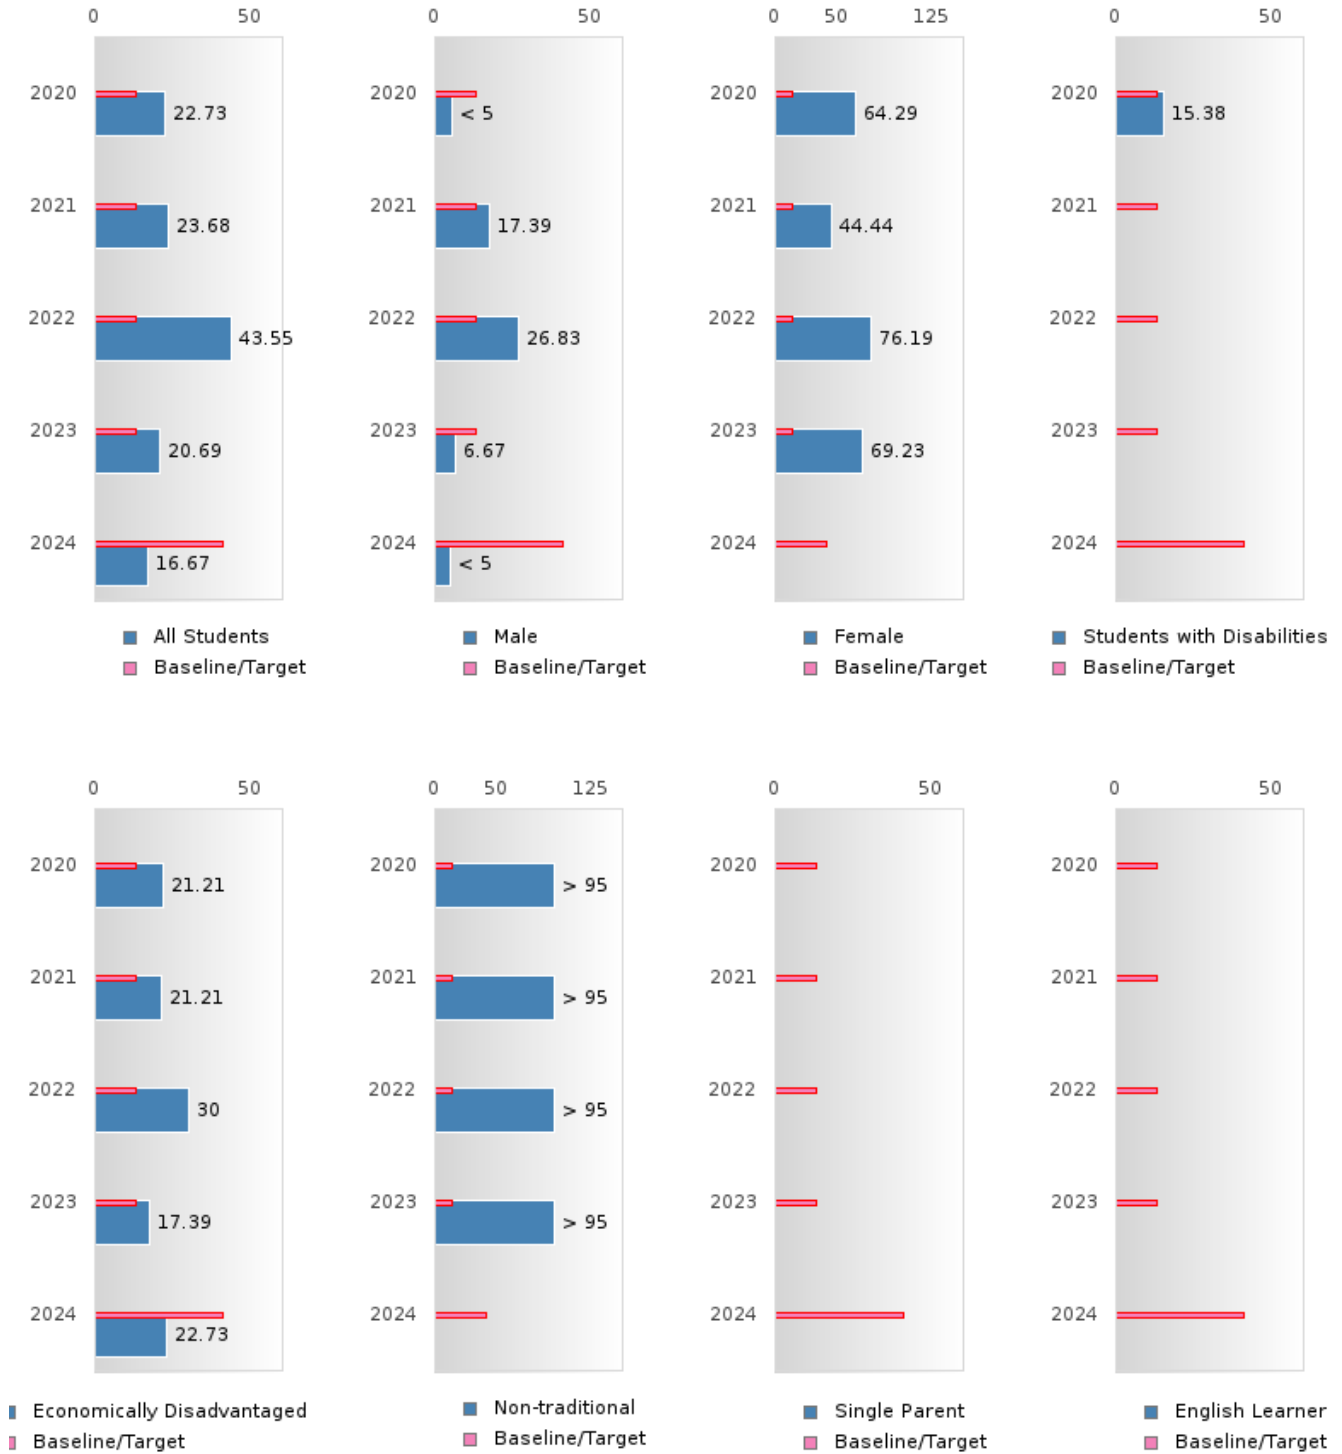 0 50
2020 22.73
2021 23.68
2022 43.55
2023 20.69
2024 16.67
All Students
Baseline/Target
0 50
2020 < 5
2021 17.39
2022 26.83
2023 6.67
2024 < 5
Male
Baseline/Target
0 50 125
2020 64.29
2021 44.44
2022 76.19
2023 69.23
2024
Female
Baseline/Target
0 50
2020 15.38
2021
2022
2023
2024
Students with Disabilities
Baseline/Target
0 50
2020 21.21
2021 21.21
2022 30
2023 17.39
2024 22.73
Economically Disadvantaged
Baseline/Target
0 50 125
2020 > 95
2021 > 95
2022 > 95
2023 > 95
2024
Non-traditional
Baseline/Target
0 50
2020
2021
2022
2023
2024
Single Parent
Baseline/Target
0 50
2020
2021
2022
2023
2024
English Learner
Baseline/Target